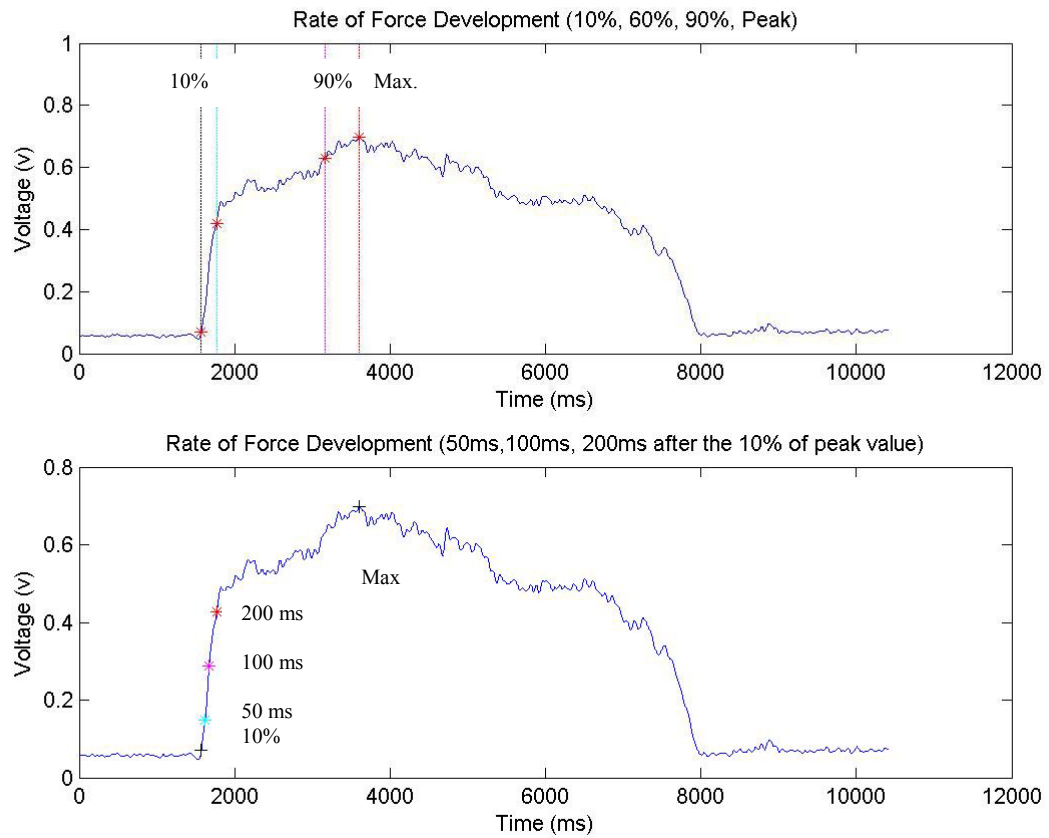 Rate of Force Development (10%, 60%, 90%, Peak)
1
10%
90%
Max.
0.8
0.6
0.4
0.2
0
Voltage (v)
0
2000
4000
6000
8000
10000
12000
Time (ms)
Rate of Force Development (50ms,100ms, 200ms after the 10% of peak value)
0.8
0.6
Max
200 ms
0.4
100 ms
0.2
50 ms
10%
0
Voltage (v)
0
2000
4000
6000
8000
10000
12000
Time (ms)